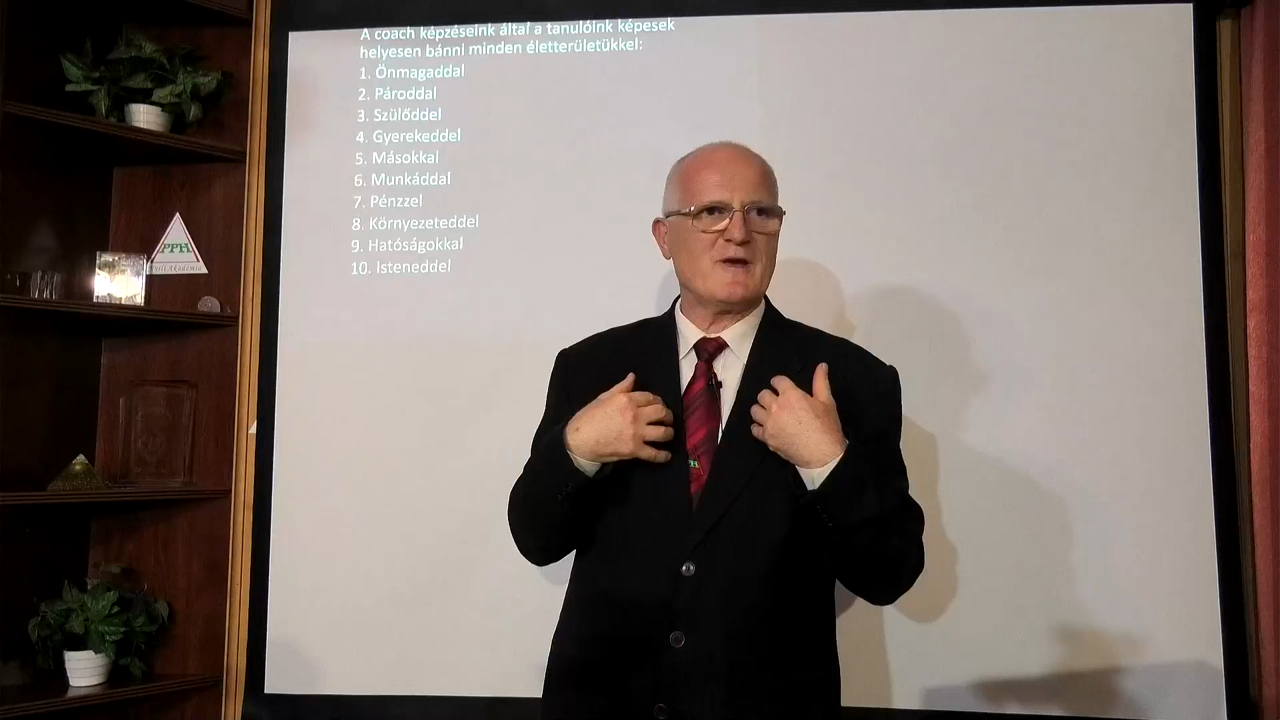 A coach képzéseink által a tanulóink képesek
helyesen bánni minden életterületükkel:
1. Önmagaddal
2. Pároddal
3. Szülőddel
4. Gyerekeddel
5. Másokkal
6. Munkáddal
7. Pénzzel
8. Környezeteddel
9. Hatóságokkal
10. Isteneddel
PPH
Akadémia